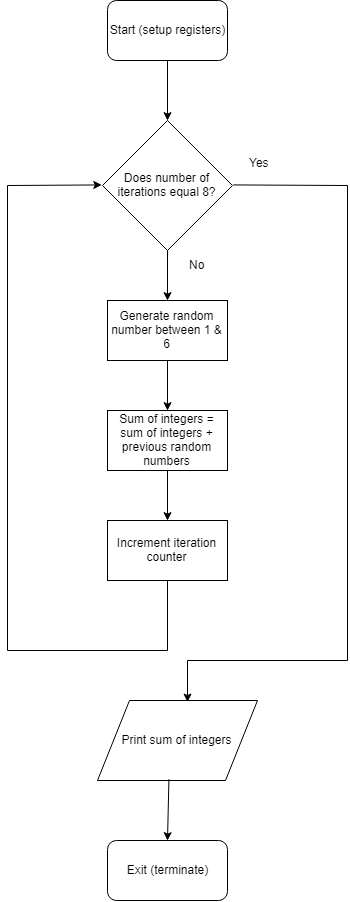 Start (setup registers)
Does number of
iterations equal 8?
Yes
No
Generate random
number between 1 &
6
Sum of integers =
sum of integers +
previous random
numbers
Increment iteration
counter
Print sum of integers
Exit (terminate)